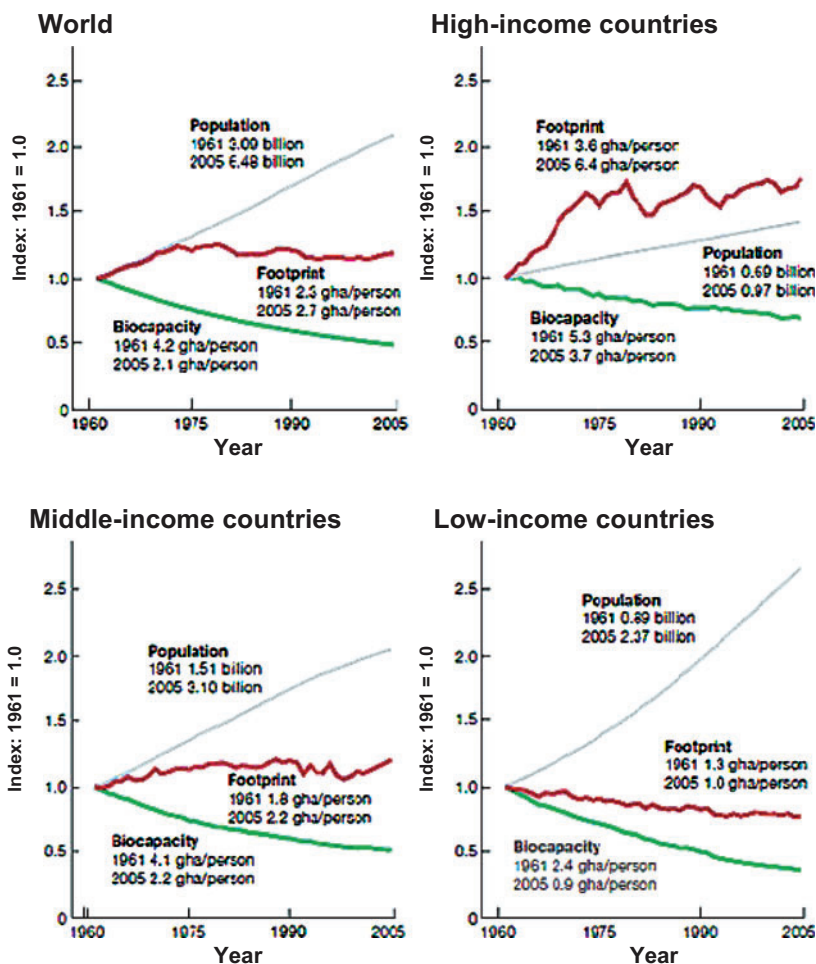 World
Index: 1961 = 1.0
2.5
2.0
1.5
1.0
0.5
0
Population
1961 3.09 billion
2005 6.48 billion
Footprint
1961 2.3 gha/person
2005 2.7 gha/person
Biocapacity
1961 4.2 gha/person
2005 2.1 gha/person
1960 1975 1990 2005
Year
High-income countries
Index: 1961 = 1.0
2.5
2.0
1.5
1.0
0.5
0
Footprint
1961 3.6 gha/person
2005 6.4 gha/person
Population
1961 0.69 billion
2005 0.97 billion
Biocapacity
1961 5.3 gha/person
2005 3.7 gha/person
1960 1975 1990 2005
Year
Middle-income countries
Index: 1961 = 1.0
2.5
2.0
1.5
1.0
0.5
0
Population
1961 1.51 billion
2005 3.10 billion
Footprint
1961 1.8 gha/person
2005 2.2 gha/person
Biocapacity
1961 4.1 gha/person
2005 2.2 gha/person
1960 1975 1990 2005
Year
Low-income countries
Index: 1961 = 1.0
2.5
2.0
1.5
1.0
0.5
0
Population
1961 0.89 billion
2005 2.37 billion
Footprint
1961 1.3 gha/person
2005 1.0 gha/person
Biocapacity
1961 2.4 gha/person
2005 0.9 gha/person
1960 1975 1990 2005
Year